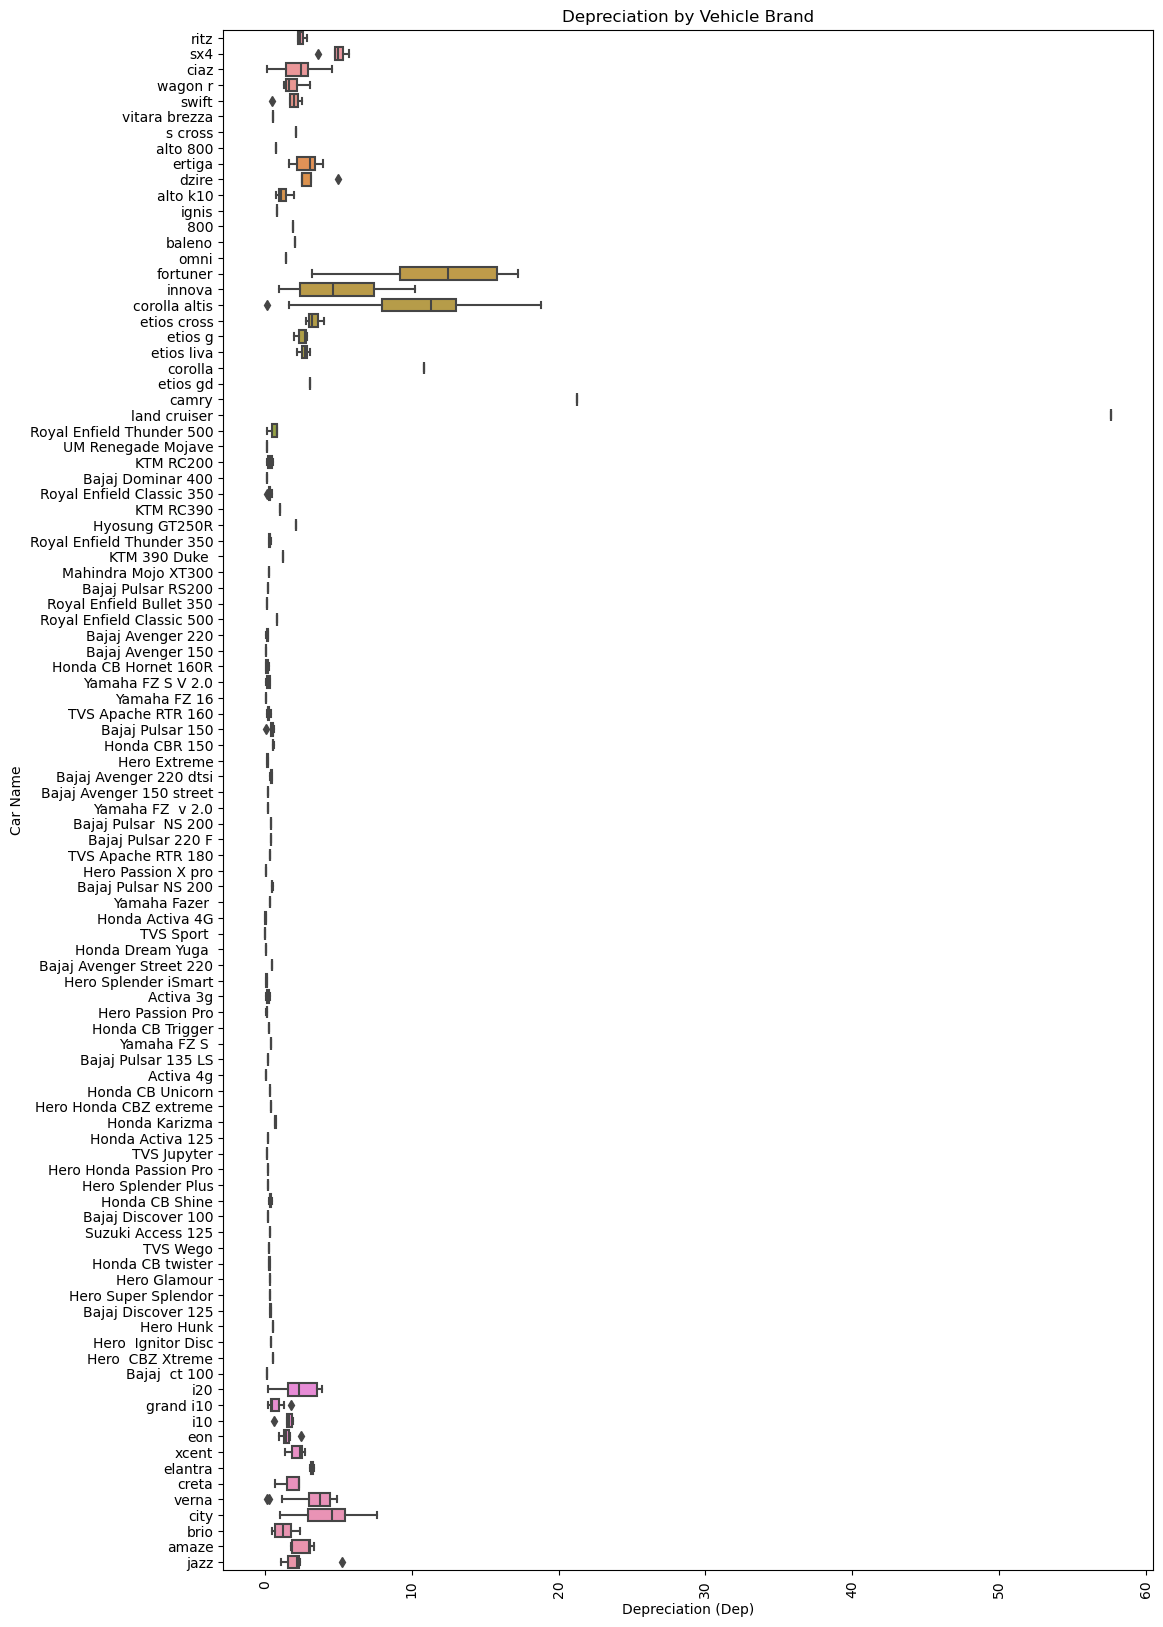 Depreciation by Vehicle Brand
ritz
sx4
ciaz
wagon r
swift
vitara brezza
s cross
alto 800
ertiga
dzire
alto k10
ignis
800
baleno
omni
fortuner
innova
corolla altis
etios cross
etios g
etios liva
corolla
etios gd
camry
land cruiser
Royal Enfield Thunder 500
UM Renegade Mojave
KTM RC200
Bajaj Dominar 400
Royal Enfield Classic 350
KTM RC390
Hyosung GT250R
Royal Enfield Thunder 350
KTM 390 Duke
Mahindra Mojo XT300
Bajaj Pulsar RS200
Royal Enfield Bullet 350
Royal Enfield Classic 500
Bajaj Avenger 220
Bajaj Avenger 150
Honda CB Hornet 160R
Yamaha FZ S V 2.0
Yamaha FZ 16
TVS Apache RTR 160
Bajaj Pulsar 150
Honda CBR 150
Hero Extreme
Bajaj Avenger 220 dtsi
Bajaj Avenger 150 street
Yamaha FZ  v 2.0
Bajaj Pulsar  NS 200
Bajaj Pulsar 220 F
TVS Apache RTR 180
Hero Passion X pro
Bajaj Pulsar NS 200
Yamaha Fazer
Honda Activa 4G
TVS Sport
Honda Dream Yuga
Bajaj Avenger Street 220
Hero Splender iSmart
Activa 3g
Hero Passion Pro
Honda CB Trigger
Yamaha FZ S
Bajaj Pulsar 135 LS
Activa 4g
Honda CB Unicorn
Hero Honda CBZ extreme
Honda Karizma
Honda Activa 125
TVS Jupyter
Hero Honda Passion Pro
Hero Splender Plus
Honda CB Shine
Bajaj Discover 100
Suzuki Access 125
TVS Wego
Honda CB twister
Hero Glamour
Hero Super Splendor
Bajaj Discover 125
Hero Hunk
Hero  Ignitor Disc
Hero  CBZ Xtreme
Bajaj  ct 100
i20
grand i10
i10
eon
xcent
elantra
creta
verna
city
brio
amaze
jazz
Car Name
0
10
20
30
40
50
60
Depreciation (Dep)